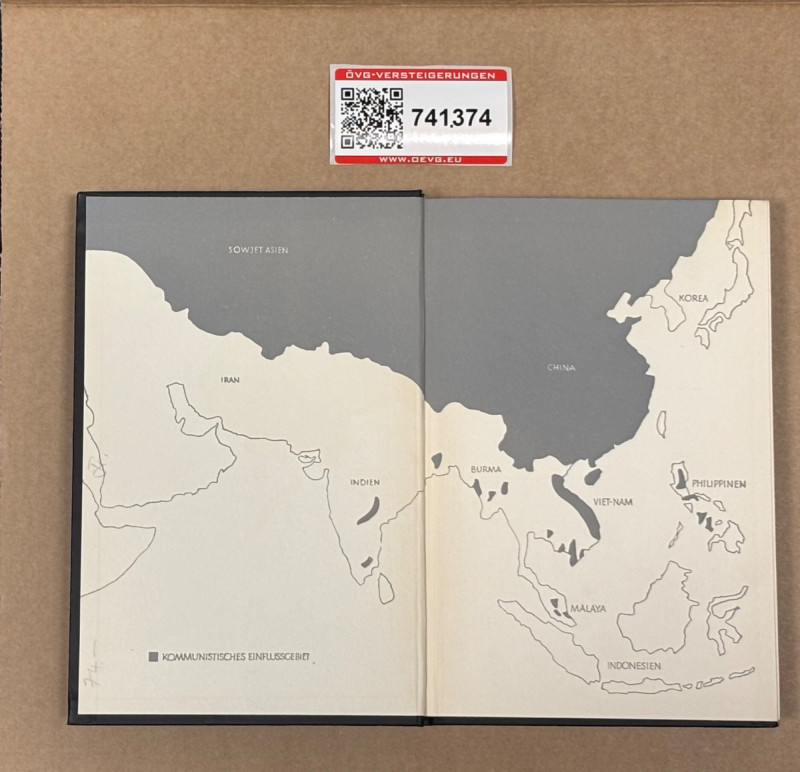 ÖVG-VERSTEIGERUNGEN
741374
WWW.OEVG.EU
SOWJET ASIEN
KOREA
CHINA
IRAN
BURMA
INDIEN
PHILIPPINEN
VIET-NAM
MALAYA
KOMMUNISTISCHES EINFLUSSGEBIET
INDONESIEN